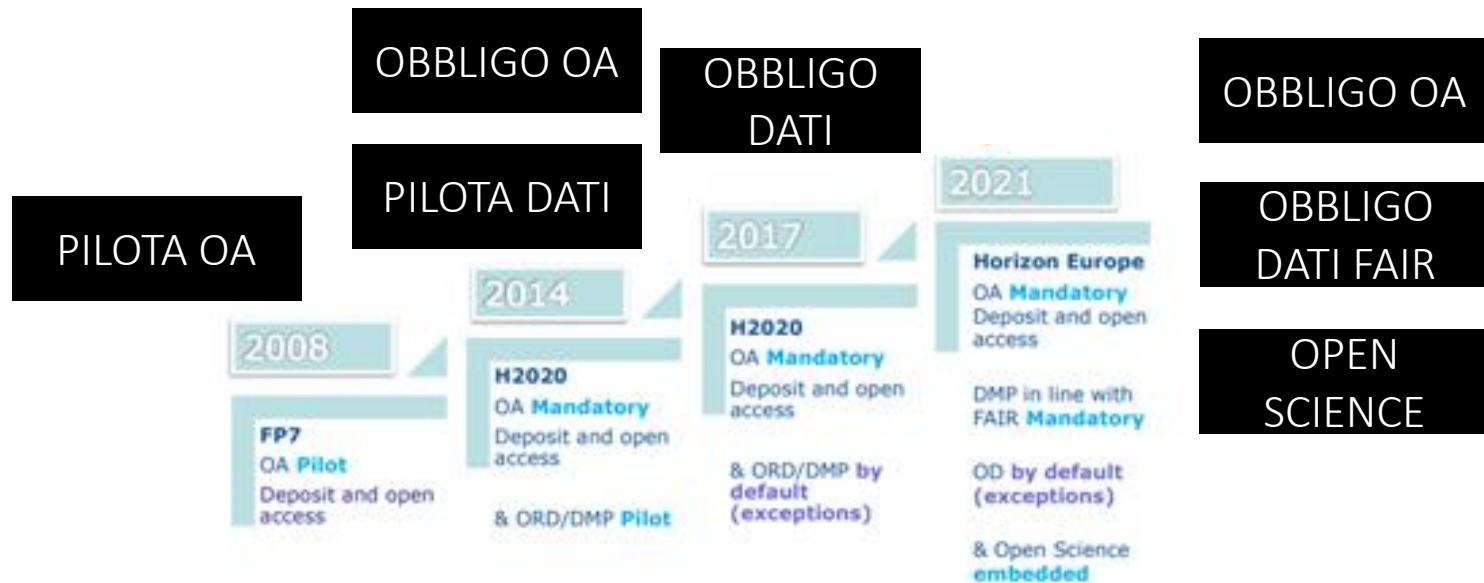 PILOTA OA
OBBLIGO OA
PILOTA DATI
OBBLIGO
DATI
OBBLIGO OA
OBBLIGO
DATI FAIR
OPEN
SCIENCE
2008
FP7
OA Pilot
Deposit and open
access
2014
H2020
OA Mandatory
Deposit and open
access
& ORD/DMP Pilot
2017
H2020
OA Mandatory
Deposit and open
access
& ORD/DMP by
default
(exceptions)
2021
Horizon Europe
OA Mandatory
Deposit and open
access
DMP in line with
FAIR Mandatory
OD by default
(exceptions)
& Open Science
embedded